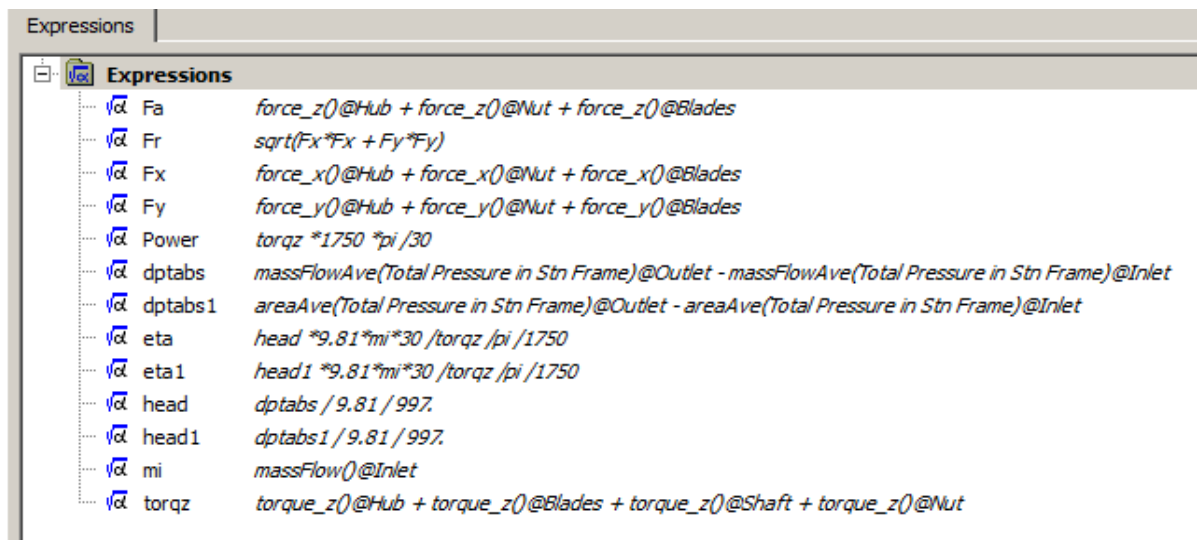 Expressions
Expressions
Fa force_z()@Hub + force_z()@Nut + force_z()@Blades
Fr sqrt(Fx*Fx + Fy*Fy)
Fx force_x()@Hub + force_x()@Nut + force_x()@Blades
Fy force_y()@Hub + force_y()@Nut + force_y()@Blades
Power torqz *1750 *pi /30
dptabs massFlowAve(Total Pressure in Stn Frame)@Outlet - massFlowAve(Total Pressure in Stn Frame)@Inlet
dptabs1 areaAve(Total Pressure in Stn Frame)@Outlet - areaAve(Total Pressure in Stn Frame)@Inlet
eta head *9.81*mi*30 /torqz /pi /1750
eta1 head1 *9.81*mi*30 /torqz /pi /1750
head dptabs / 9.81 / 997.
head1 dptabs1 / 9.81 / 997.
mi massFlow()@Inlet
torqz torque_z()@Hub + torque_z()@Blades + torque_z()@Shaft + torque_z()@Nut